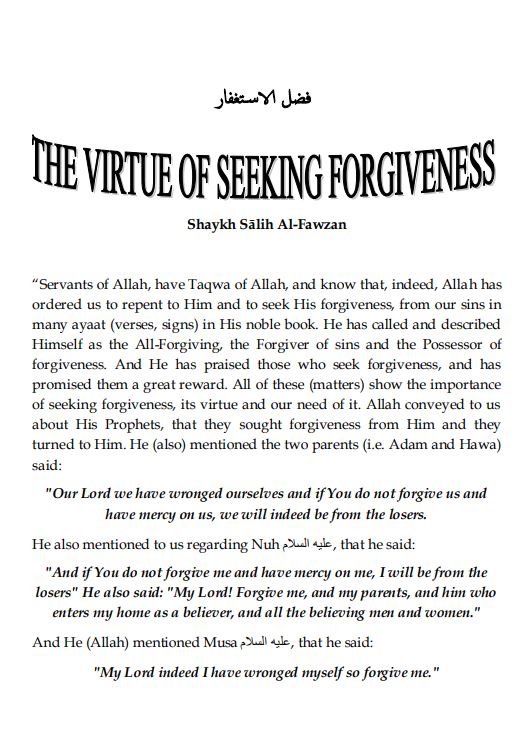 فضل الاستغفار
THE VIRTUE OF SEEKING FORGIVENESS
Shaykh Sālih Al-Fawzan
“Servants of Allah, have Taqwa of Allah, and know that, indeed, Allah has
ordered us to repent to Him and to seek His forgiveness, from our sins in
many ayaat (verses, signs) in His noble book. He has called and described
Himself as the All-Forgiving, the Forgiver of sins and the Possessor of
forgiveness. And He has praised those who seek forgiveness, and has
promised them a great reward. All of these (matters) show the importance
of seeking forgiveness, its virtue and our need of it. Allah conveyed to us
about His Prophets, that they sought forgiveness from Him and they
turned to Him. He (also) mentioned the two parents (i.e. Adam and Hawa)
said:
"Our Lord we have wronged ourselves and if You do not forgive us and
have mercy on us, we will indeed be from the losers.
He also mentioned to us regarding Nuh عليه السلام, that he said:
"And if You do not forgive me and have mercy on me, I will be from the
losers" He also said: "My Lord! Forgive me, and my parents, and him who
enters my home as a believer, and all the believing men and women."
And He (Allah) mentioned Musa عليه السلام, that he said:
"My Lord indeed I have wronged myself so forgive me."